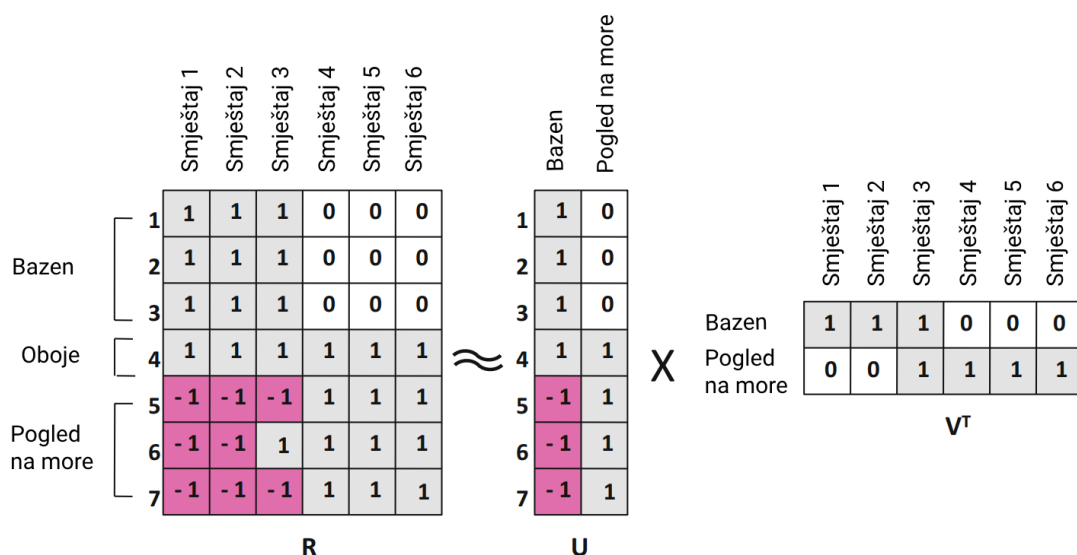 Smještaj 1 Smještaj 2 Smještaj 3 Smještaj 4 Smještaj 5 Smještaj 6
Bazen
Oboje
Pogled
na more
1 1 1 1 0 0 0
2 1 1 1 0 0 0
3 1 1 1 0 0 0
4 1 1 1 1 1 1
5 -1 -1 -1 1 1 1
6 -1 -1 1 1 1 1
7 -1 -1 -1 1 1 1
R
≈
Bazen Pogled na more
1 1 0
2 1 0
3 1 0
4 1 1
5 -1 1
6 -1 1
7 -1 1
U
X
Smještaj 1 Smještaj 2 Smještaj 3 Smještaj 4 Smještaj 5 Smještaj 6
Bazen 1 1 1 0 0 0
Pogled
na more 0 0 1 1 1 1
Vᵀ